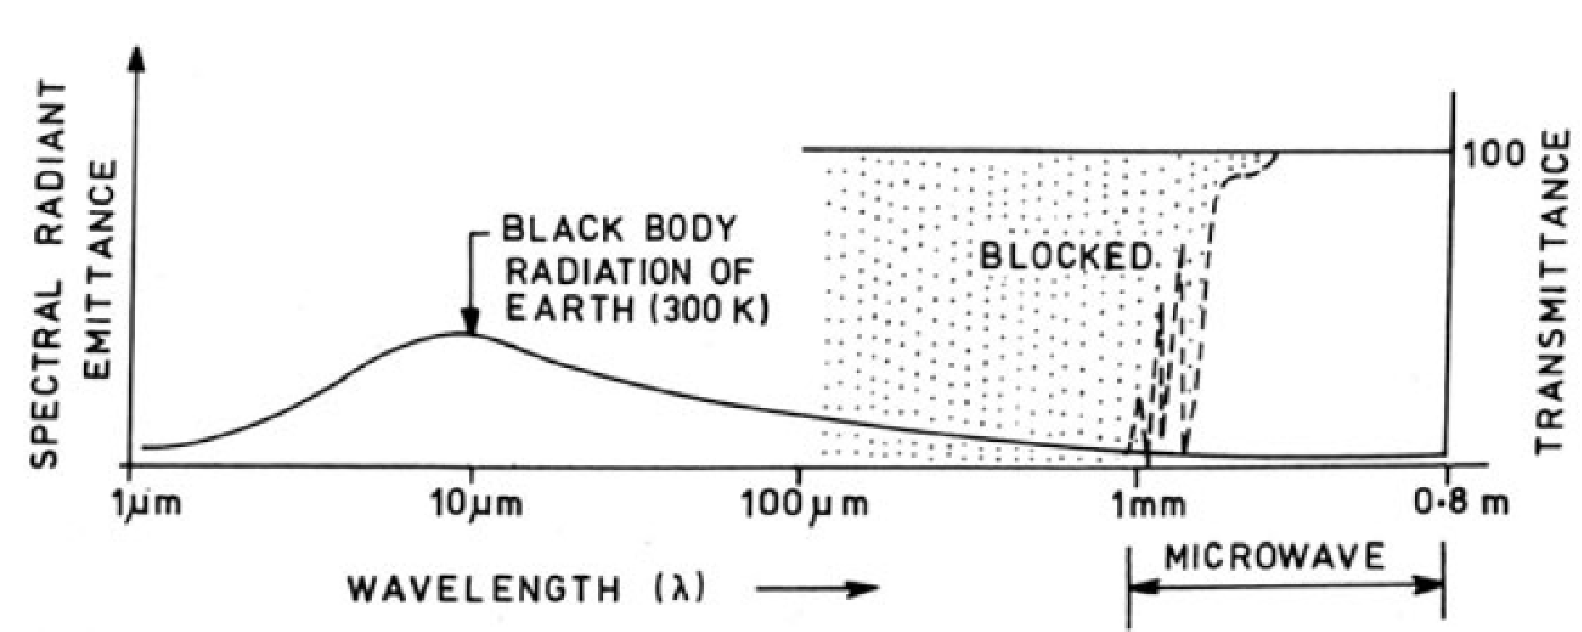 SPECTRAL RADIANT
EMITTANCE
BLACK BODY
RADIATION OF
EARTH (300 K)
BLOCKED
100
TRANSMITTANCE
1μm
10μm
100μm
1mm
0.8 m
WAVELENGTH (λ)
MICROWAVE